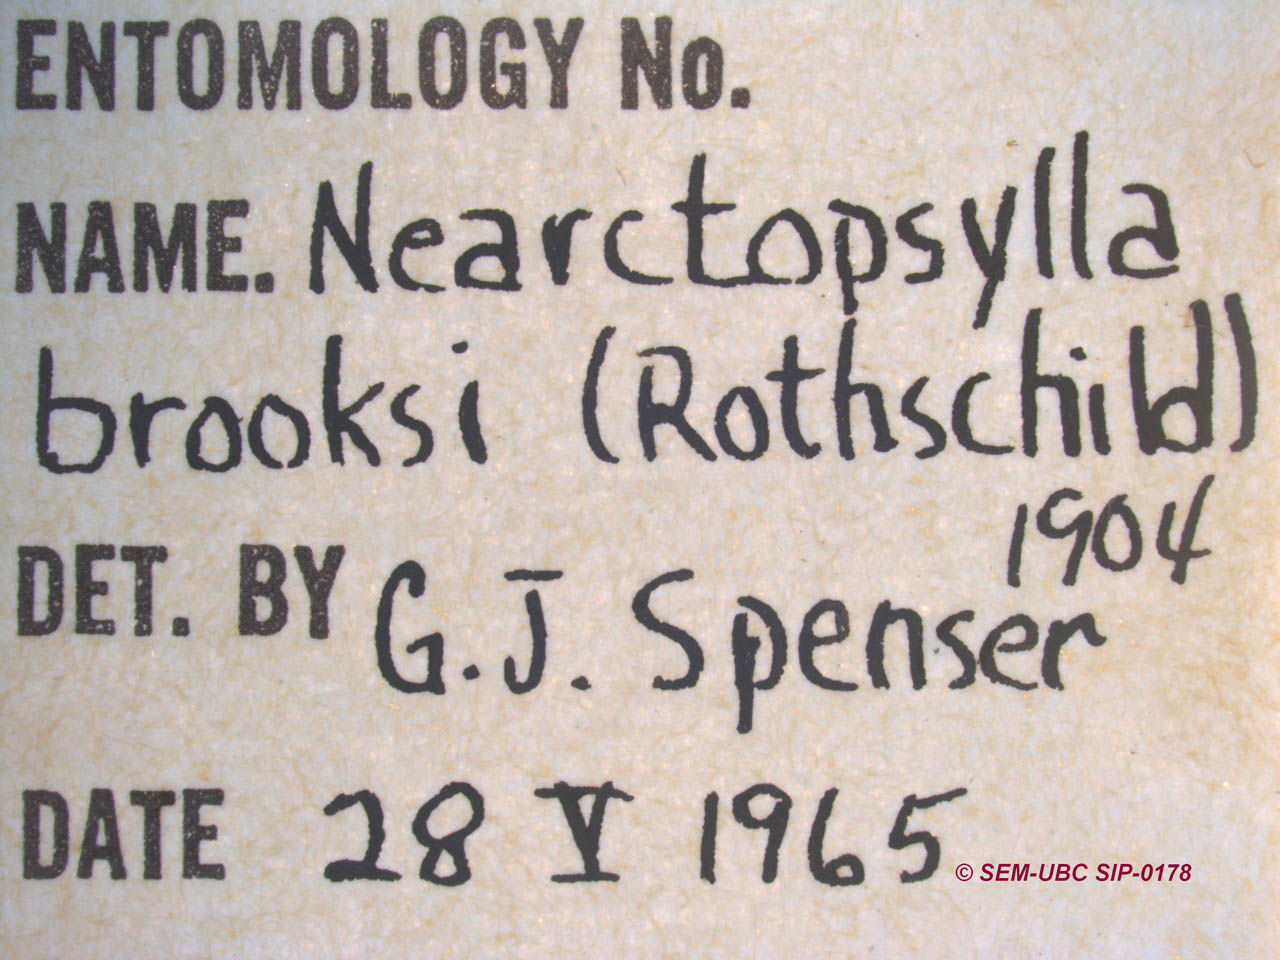 ENTOMOLOGY No.
NAME. Nearctopsylla
brooksi (Rothschild)
1904
DET. BY G. J. Spenser
DATE 28 V 1965
© SEM-UBC SIP-0178